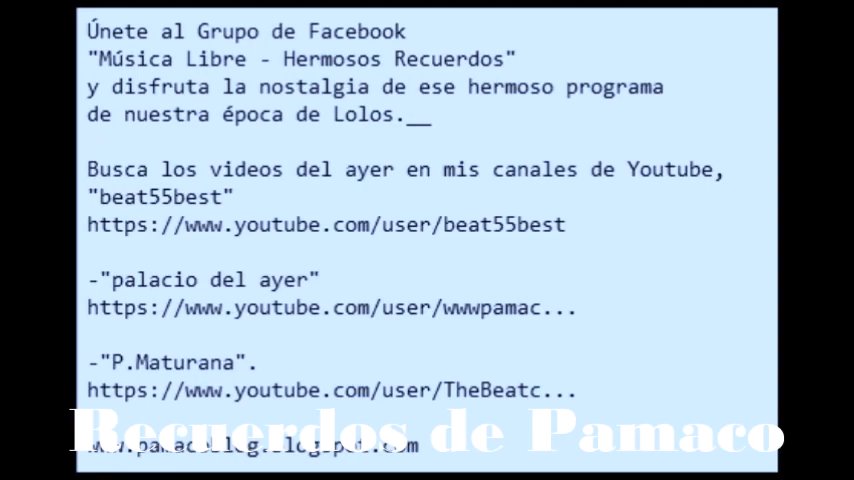 Únete al Grupo de Facebook
"Música Libre - Hermosos Recuerdos"
y disfruta la nostalgia de ese hermoso programa
de nuestra época de Lolos.__
Busca los videos del ayer en mis canales de Youtube,
"beat55best"
https://www.youtube.com/user/beat55best
-"palacio del ayer"
https://www.youtube.com/user/wwwpamac...
-"P.Maturana".
https://www.youtube.com/user/TheBeatc...
Recuerdos de Pamaco